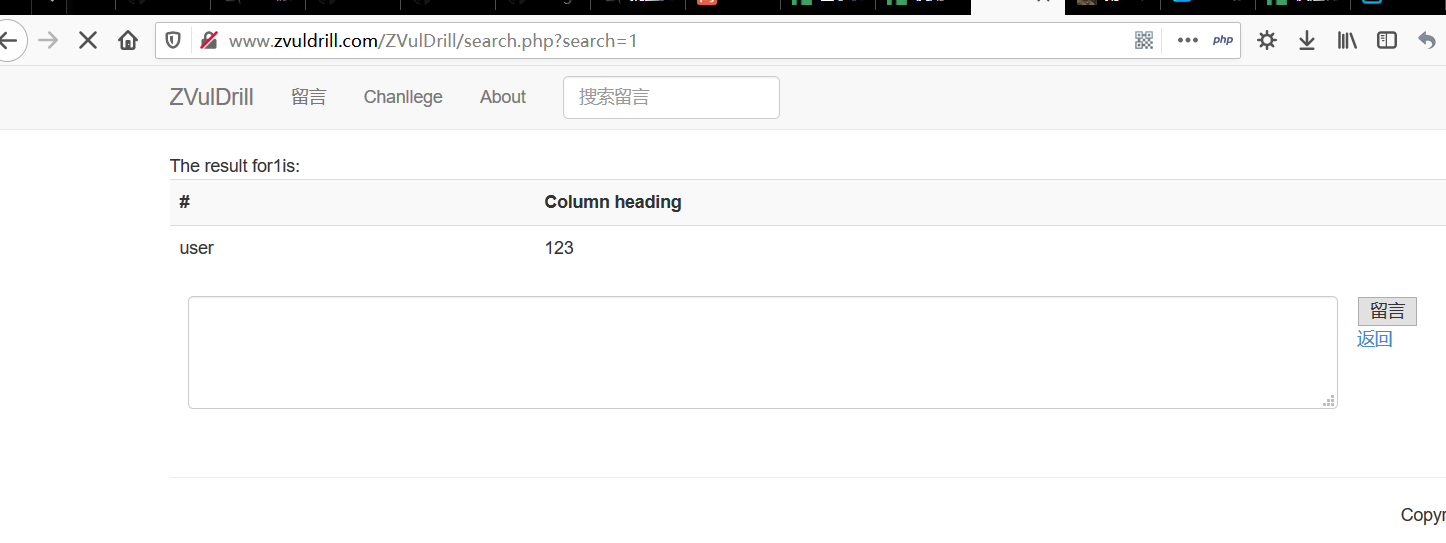 www.zvuldrill.com/ZVulDrill/search.php?search=1
php
ZVulDrill 留言 Chanllege About 搜索留言
The result for1is:
# Column heading
user 123
留言
返回